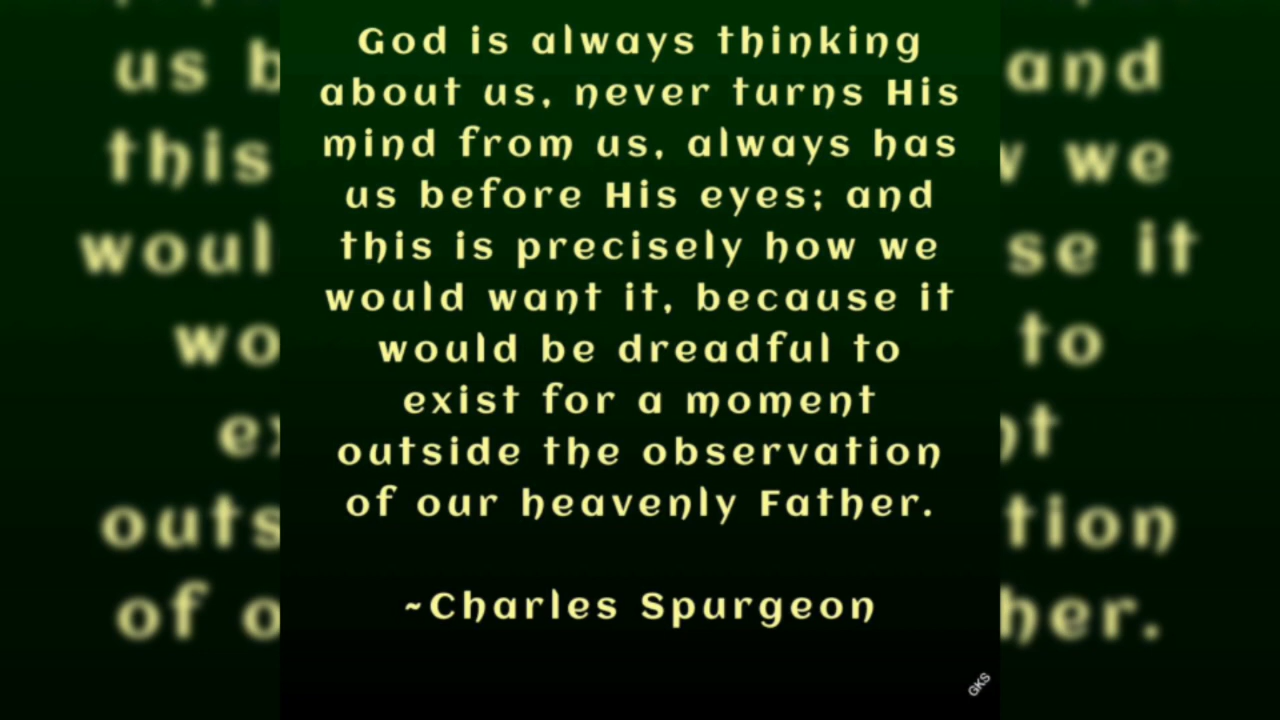 God is always thinking
about us, never turns His
mind from us, always has
us before His eyes; and
this is precisely how we
would want it, because it
would be dreadful to
exist for a moment
outside the observation
of our heavenly Father.
~Charles Spurgeon
GKS